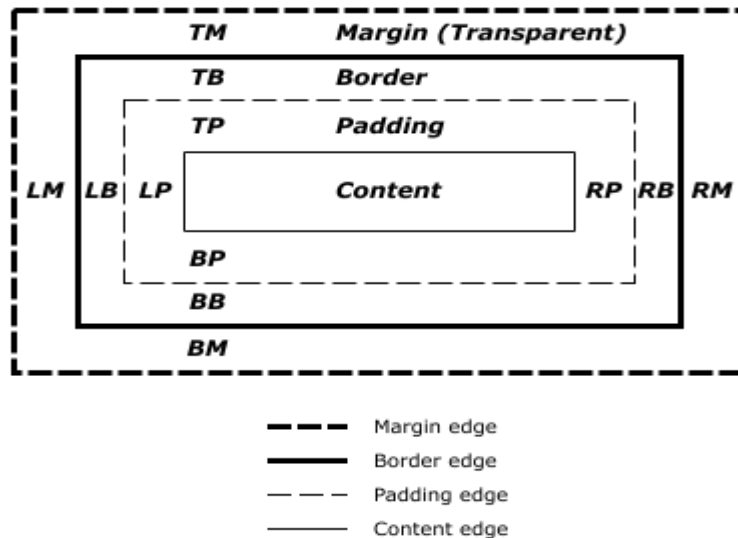 TM Margin (Transparent)
TB Border
TP Padding
LM LB LP Content RP RB RM
BP
BB
BM
Margin edge
Border edge
Padding edge
Content edge